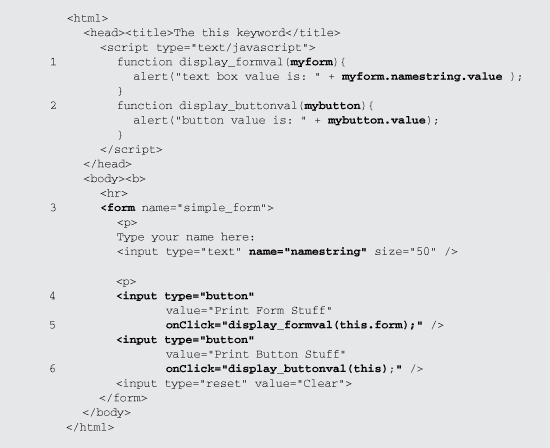 <html>
<head><title>The this keyword</title>
<script type="text/javascript">
1 function display_formval(myform){
alert("text box value is: " + myform.namestring.value );
}
2 function display_buttonval(mybutton){
alert("button value is: " + mybutton.value);
}
</script>
</head>
<body><b>
<hr>
3 <form name="simple_form">
<p>
Type your name here:
<input type="text" name="namestring" size="50" />
<p>
4 <input type="button"
value="Print Form Stuff"
5 onClick="display_formval(this.form);" />
<input type="button"
value="Print Button Stuff"
6 onClick="display_buttonval(this);" />
<input type="reset" value="Clear">
</form>
</body>
</html>